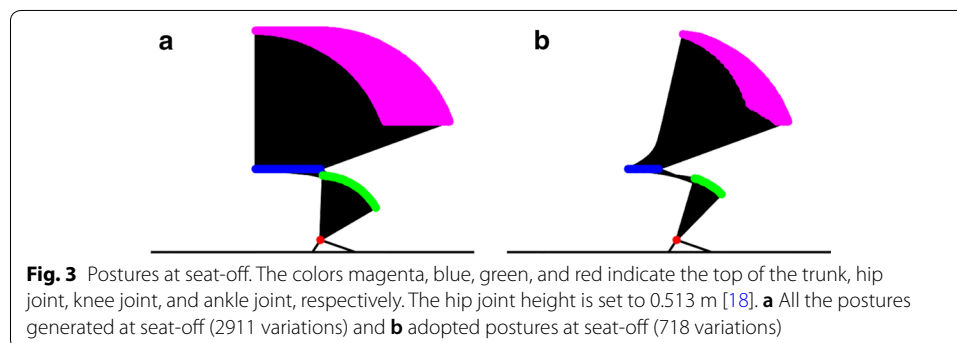 a
b
Fig. 3 Postures at seat-off. The colors magenta, blue, green, and red indicate the top of the trunk, hip
joint, knee joint, and ankle joint, respectively. The hip joint height is set to 0.513 m [18]. a All the postures
generated at seat-off (2911 variations) and b adopted postures at seat-off (718 variations)